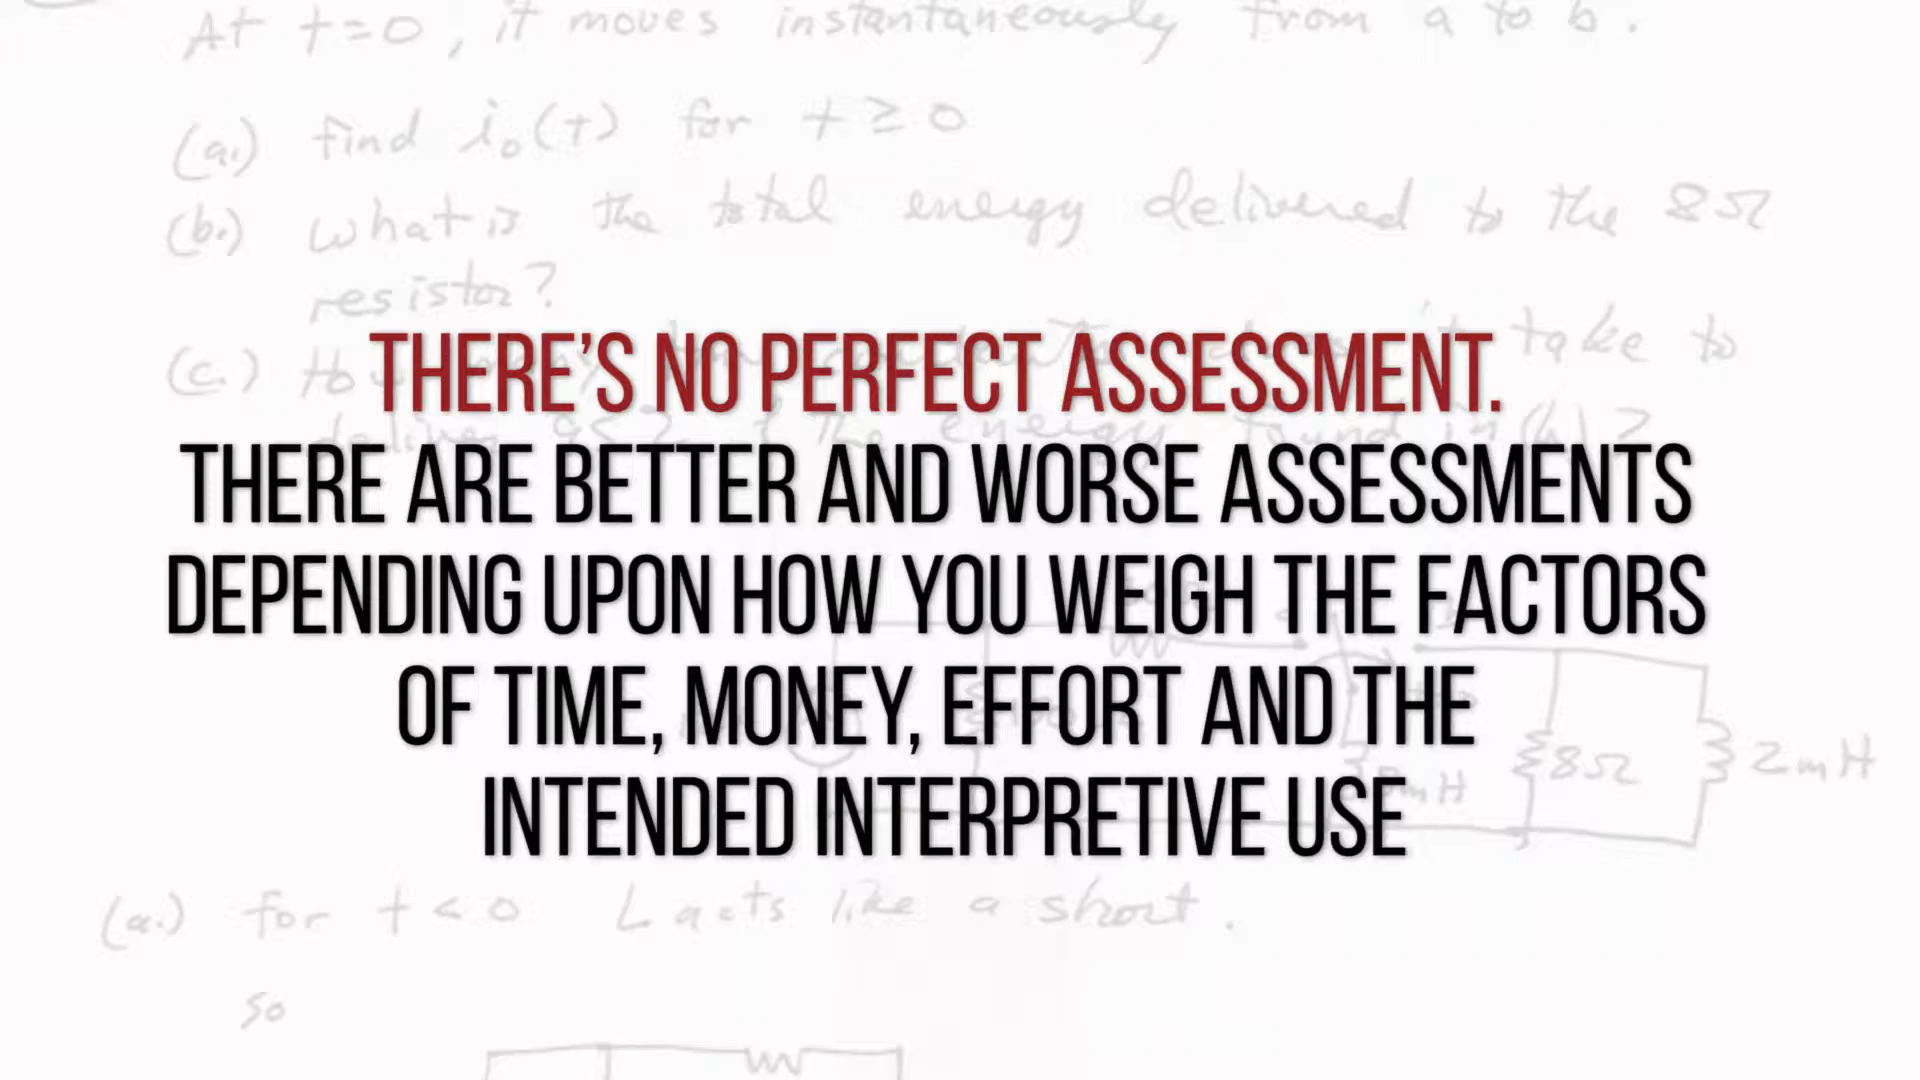 At t=0, it moves instantaneously from a to b.
(a.) find i₀(t) for t ≥ 0
(b.) What is the total energy delivered to the 8Ω
resistor?
(c.) take to
THERE'S NO PERFECT ASSESSMENT.
THERE ARE BETTER AND WORSE ASSESSMENTS
DEPENDING UPON HOW YOU WEIGH THE FACTORS
OF TIME, MONEY, EFFORT AND THE
INTENDED INTERPRETIVE USE
8Ω 2mH
(a.) for t < 0 L acts like a short.
so